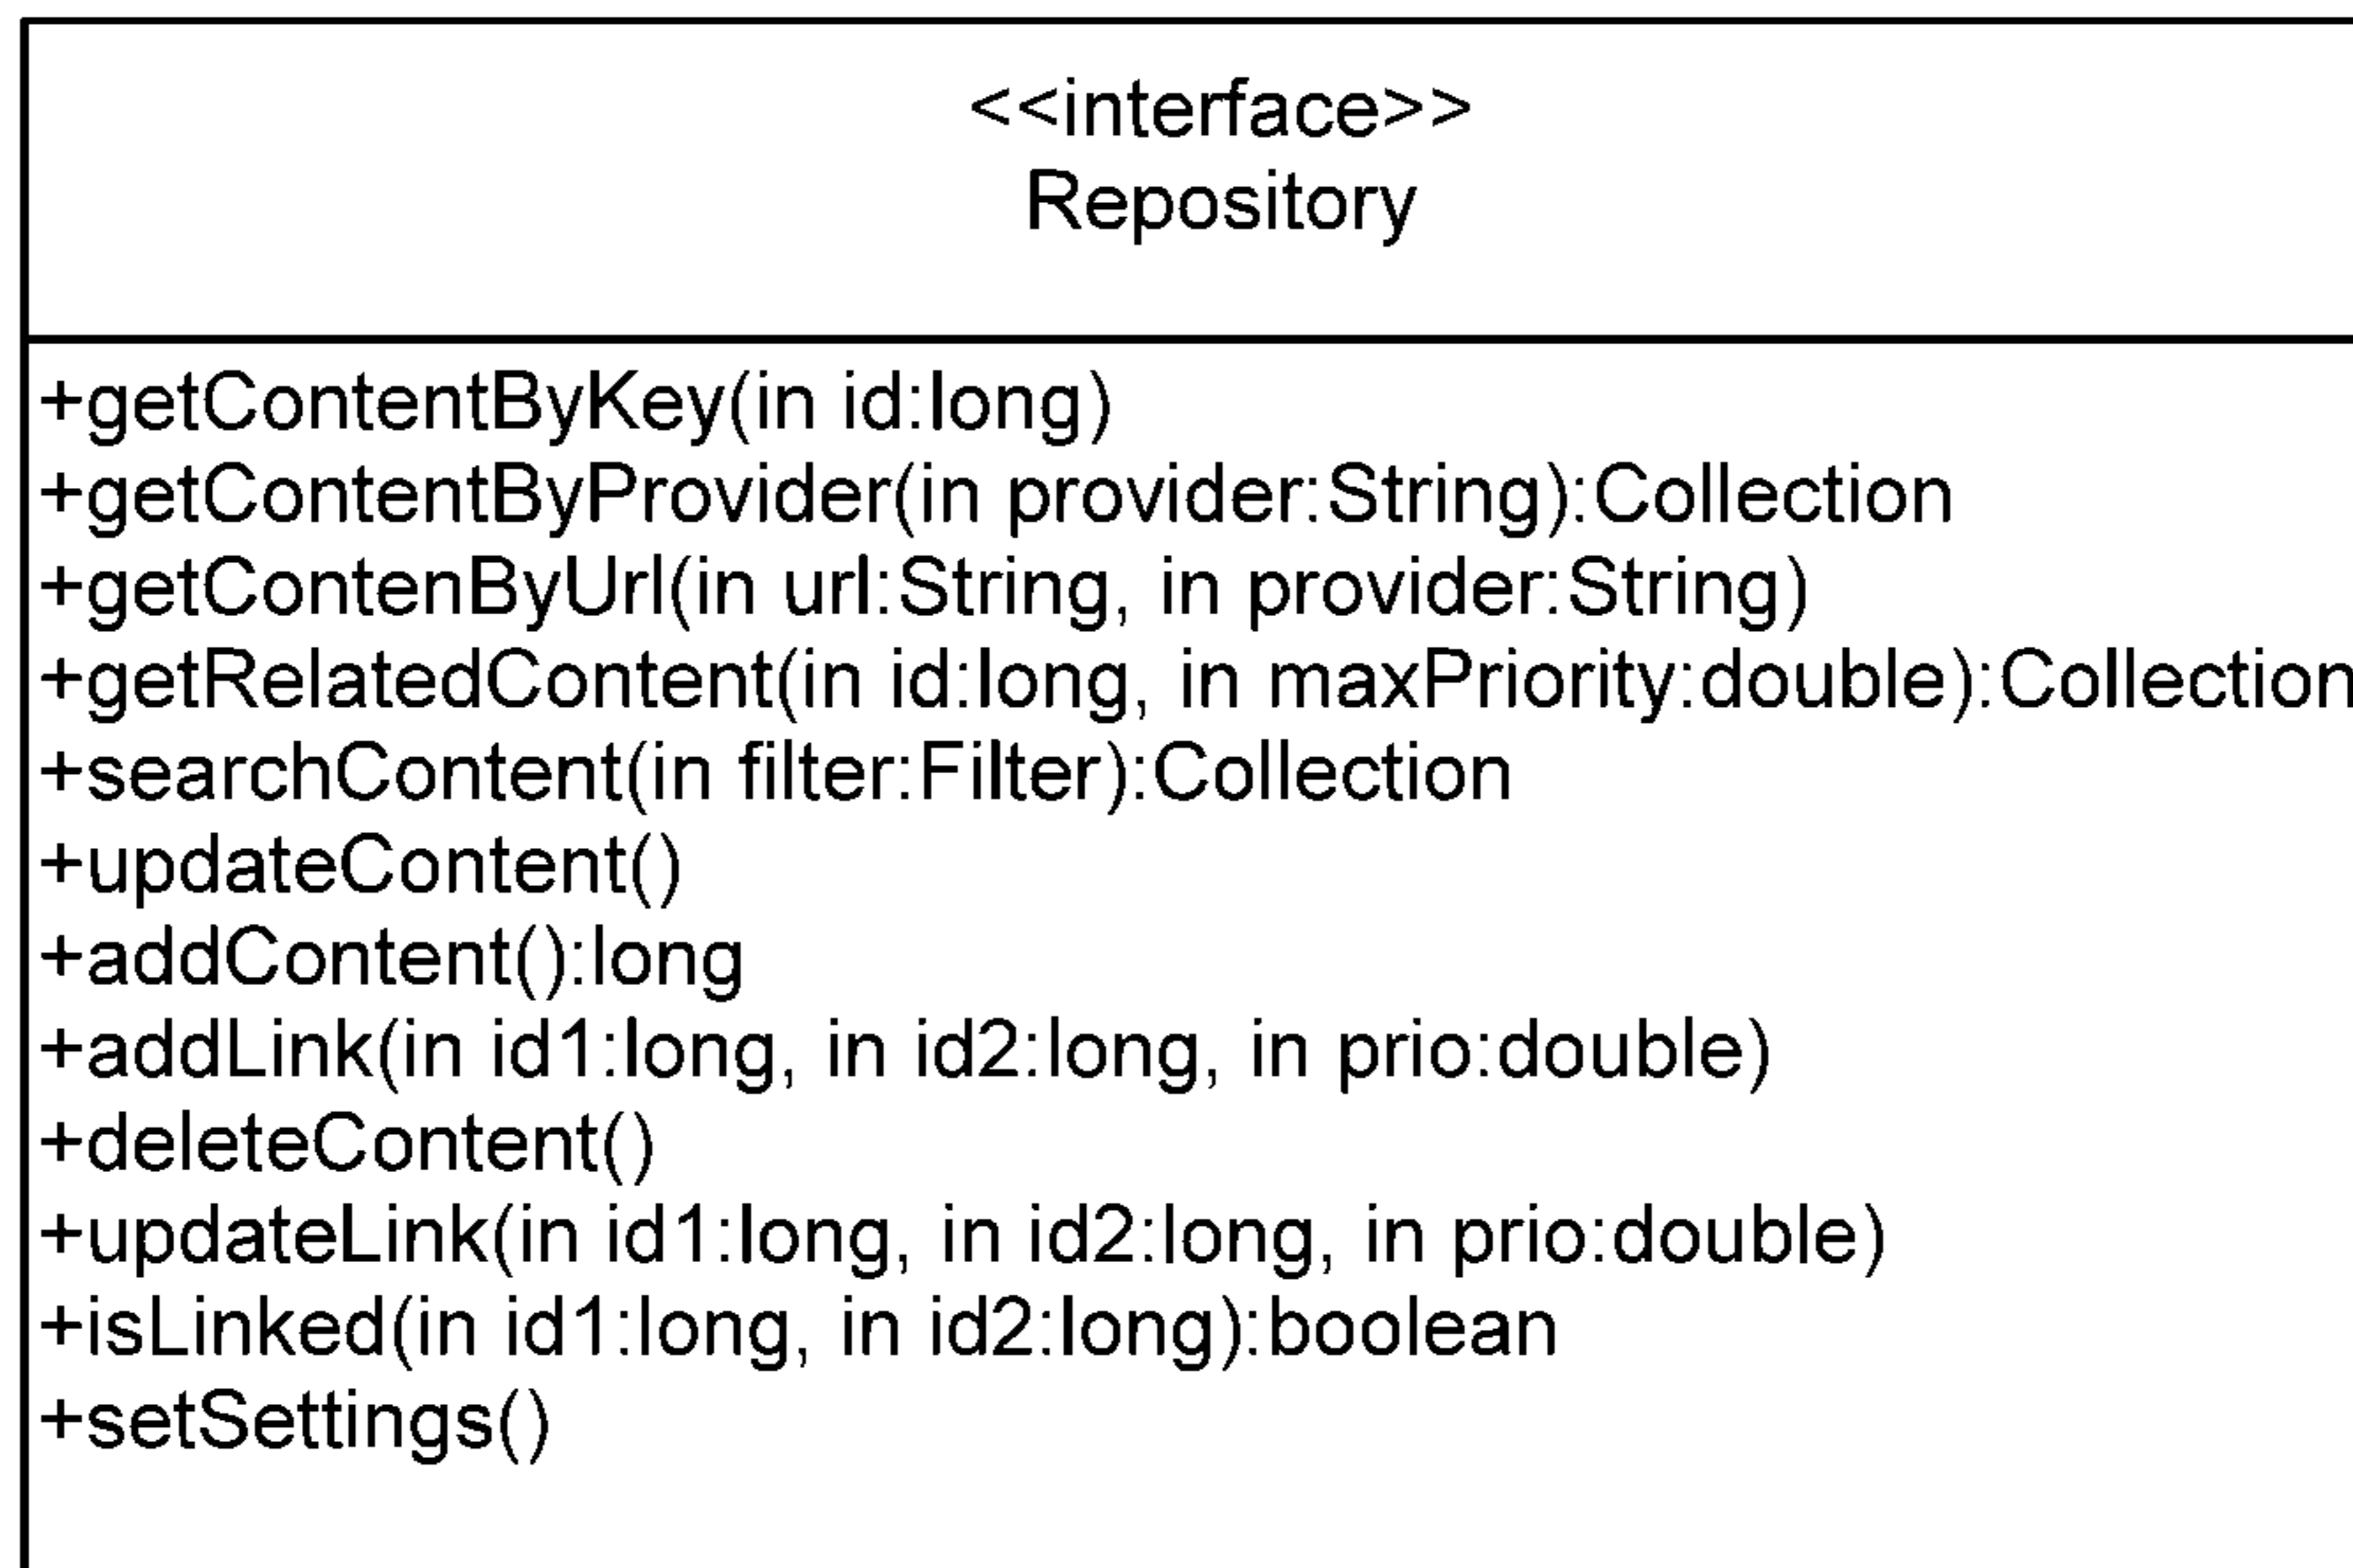 <<interface>>
Repository
+getContentByKey(in id:long)
+getContentByProvider(in provider:String):Collection
+getContenByUrl(in url:String, in provider:String)
+getRelatedContent(in id:long, in maxPriority:double):Collection
+searchContent(in filter:Filter):Collection
+updateContent()
+addContent():long
+addLink(in id1:long, in id2:long, in prio:double)
+deleteContent()
+updateLink(in id1:long, in id2:long, in prio:double)
+isLinked(in id1:long, in id2:long):boolean
+setSettings()